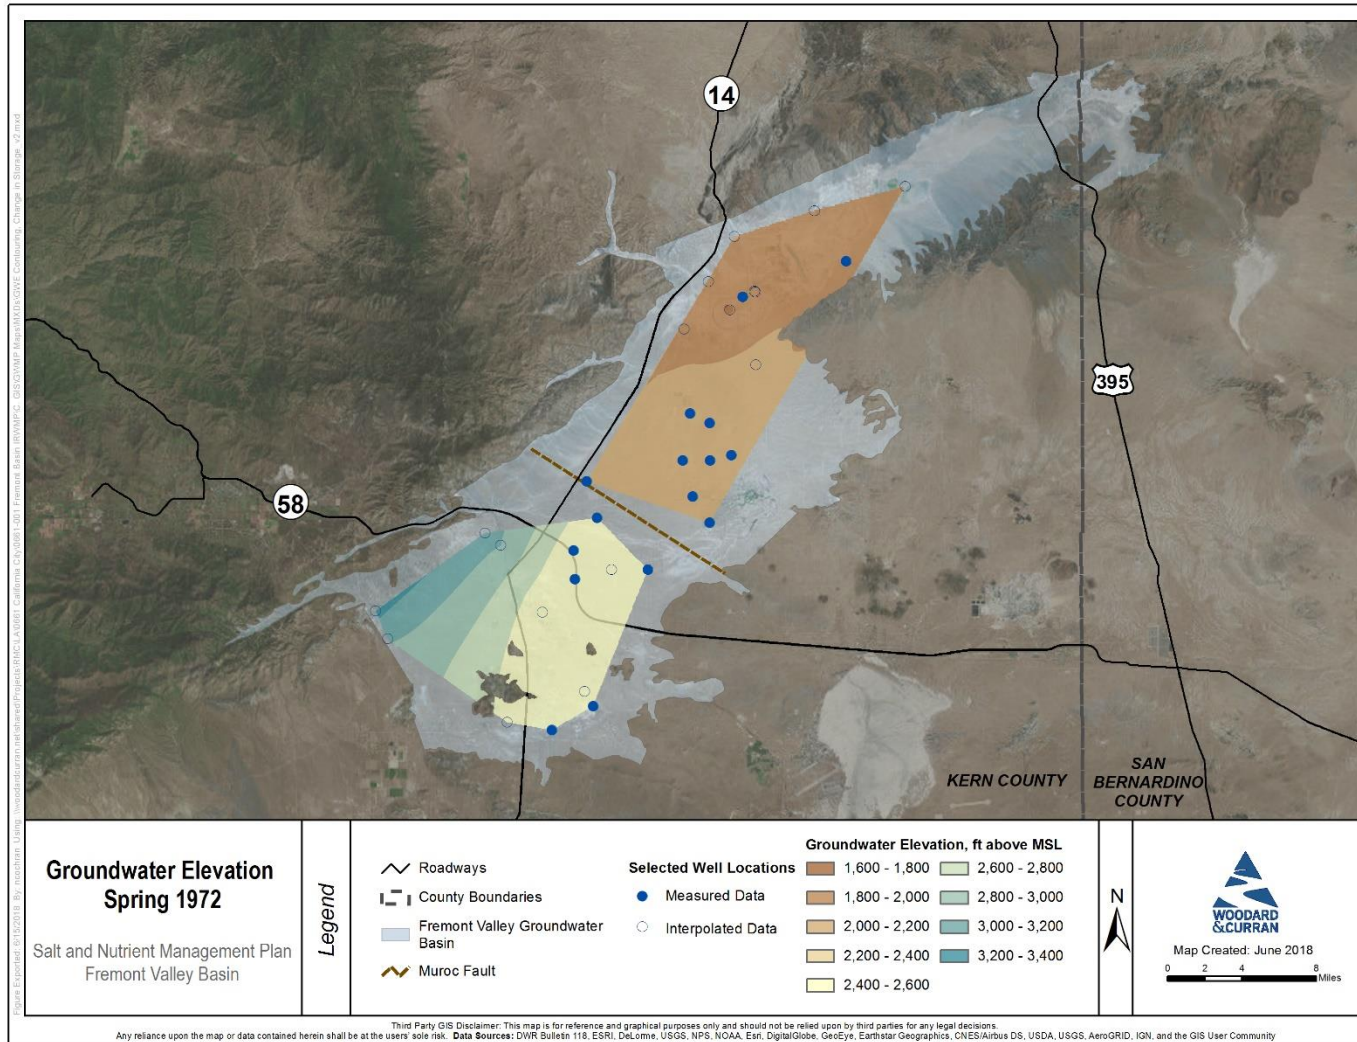 14
58
395
KERN COUNTY
SAN
BERNARDINO
COUNTY
Groundwater Elevation
Spring 1972
Salt and Nutrient Management Plan
Fremont Valley Basin
Legend
Roadways
County Boundaries
Fremont Valley Groundwater
Basin
Muroc Fault
Selected Well Locations
Measured Data
Interpolated Data
Groundwater Elevation, ft above MSL
1,600 - 1,800
1,800 - 2,000
2,000 - 2,200
2,200 - 2,400
2,400 - 2,600
2,600 - 2,800
2,800 - 3,000
3,000 - 3,200
3,200 - 3,400
N
WOODARD
&CURRAN
Map Created: June 2018
0 2 4 8
Miles
Third Party GIS Disclaimer: This map is for reference and graphical purposes only and should not be relied upon by third parties for any legal decisions.
Any reliance upon the map or data contained herein shall be at the users' sole risk. Data Sources: DWR Bulletin 118, ESRI, DeLorme, USGS, NPS, NOAA, Esri, DigitalGlobe, GeoEye, Earthstar Geographics, CNES/Airbus DS, USDA, USGS, AeroGRID, IGN, and the GIS User Community
Figure Exported: 6/15/2018 By: ncochran Using: